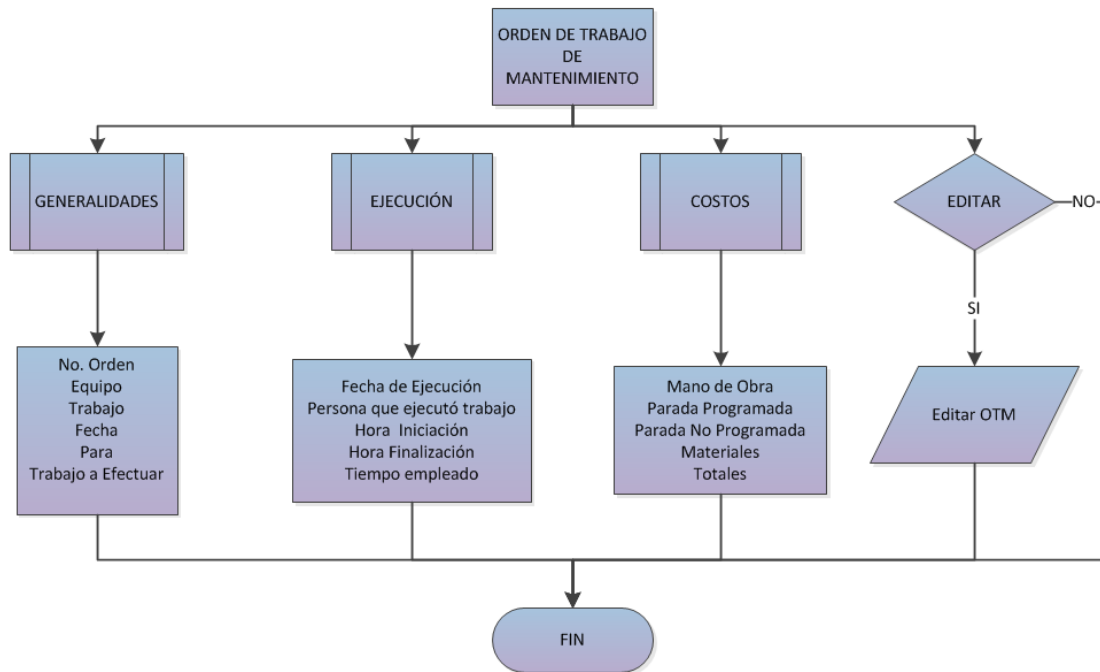 ORDEN DE TRABAJO
DE
MANTENIMIENTO
GENERALIDADES
EJECUCIÓN
COSTOS
EDITAR
NO
SI
No. Orden
Equipo
Trabajo
Fecha
Para
Trabajo a Efectuar
Fecha de Ejecución
Persona que ejecutó trabajo
Hora Iniciación
Hora Finalización
Tiempo empleado
Mano de Obra
Parada Programada
Parada No Programada
Materiales
Totales
Editar OTM
FIN